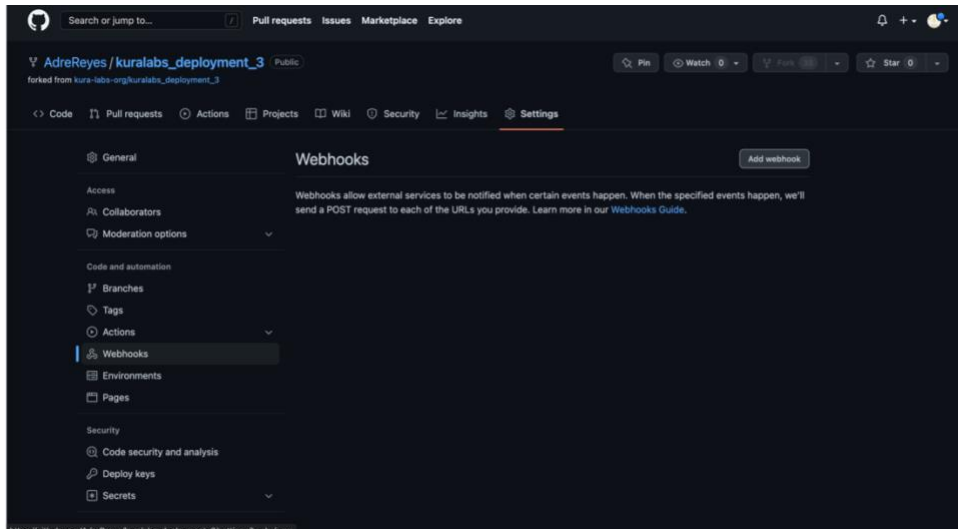 Search or jump to... /
Pull requests Issues Marketplace Explore
AdreReyes / kuralabs_deployment_3 Public
forked from kura-labs-org/kuralabs_deployment_3
Pin Watch 0 Fork Star 0
Code Pull requests Actions Projects Wiki Security Insights Settings
General
Access
Collaborators
Moderation options
Code and automation
Branches
Tags
Actions
Webhooks
Environments
Pages
Security
Code security and analysis
Deploy keys
Secrets
Webhooks
Add webhook
Webhooks allow external services to be notified when certain events happen. When the specified events happen, we'll
send a POST request to each of the URLs you provide. Learn more in our Webhooks Guide.